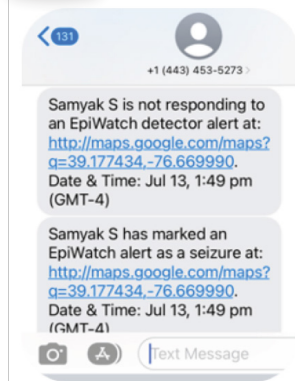 131
+1 (443) 453-5273 >
Samyak S is not responding to
an EpiWatch detector alert at:
http://maps.google.com/maps?
q=39.177434,-76.669990.
Date & Time: Jul 13, 1:49 pm
(GMT-4)
Samyak S has marked an
EpiWatch alert as a seizure at:
http://maps.google.com/maps?
q=39.177434,-76.669990.
Date & Time: Jul 13, 1:49 pm
(GMT-4)
Text Message